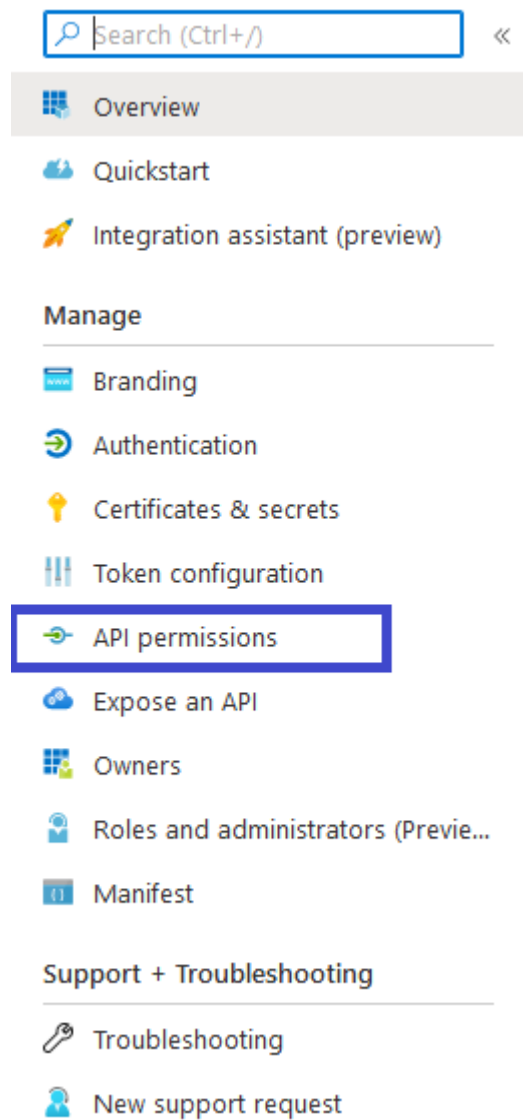 Search (Ctrl+/)
Overview
Quickstart
Integration assistant (preview)
Manage
Branding
Authentication
Certificates & secrets
Token configuration
API permissions
Expose an API
Owners
Roles and administrators (Previe...
Manifest
Support + Troubleshooting
Troubleshooting
New support request